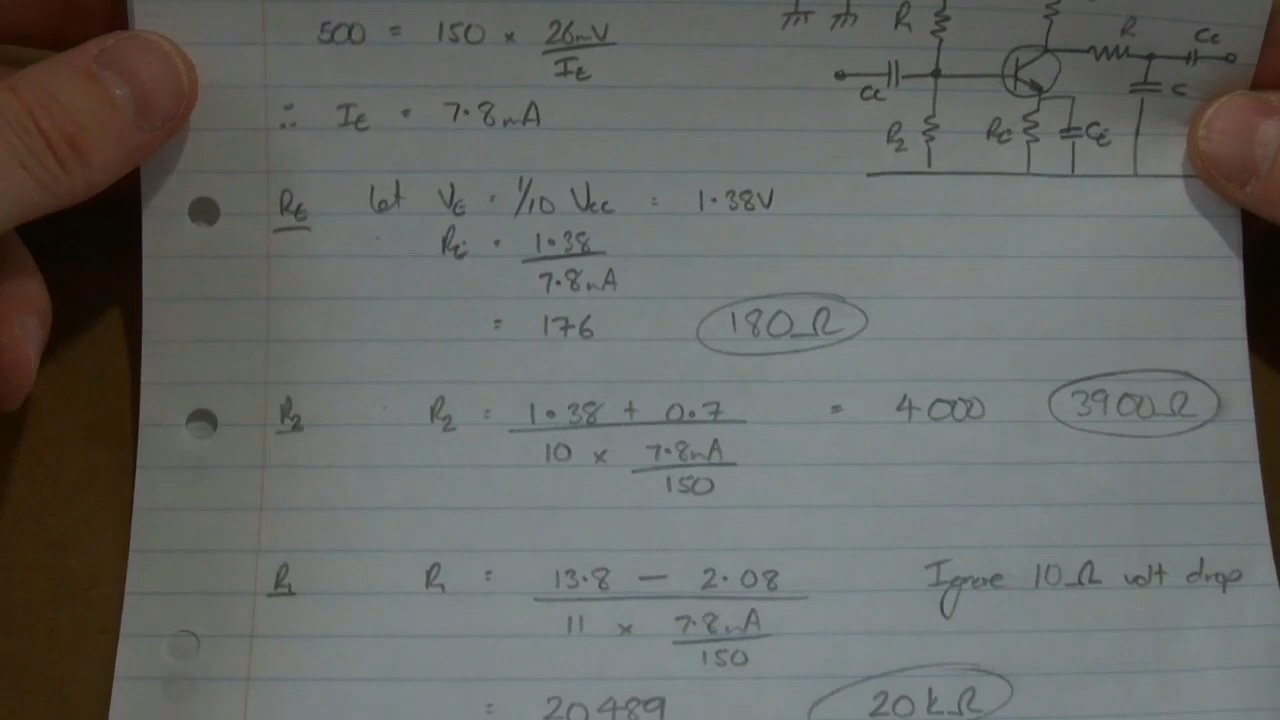 500 = 150 × 26mV
I_E
∴ I_E = 7.8mA
R1
R
Cc
Cc
C
R2
RE
CE
RE let VE = 1/10 Vcc = 1.38V
RE = 1.38
7.8mA
= 176 180Ω
R2 R2 = 1.38 + 0.7 = 4000 3900Ω
10 × 7.8mA
150
R1 R1 = 13.8 — 2.08 Ignore 10Ω volt drop
11 × 7.8mA
150
= 20489 20kΩ